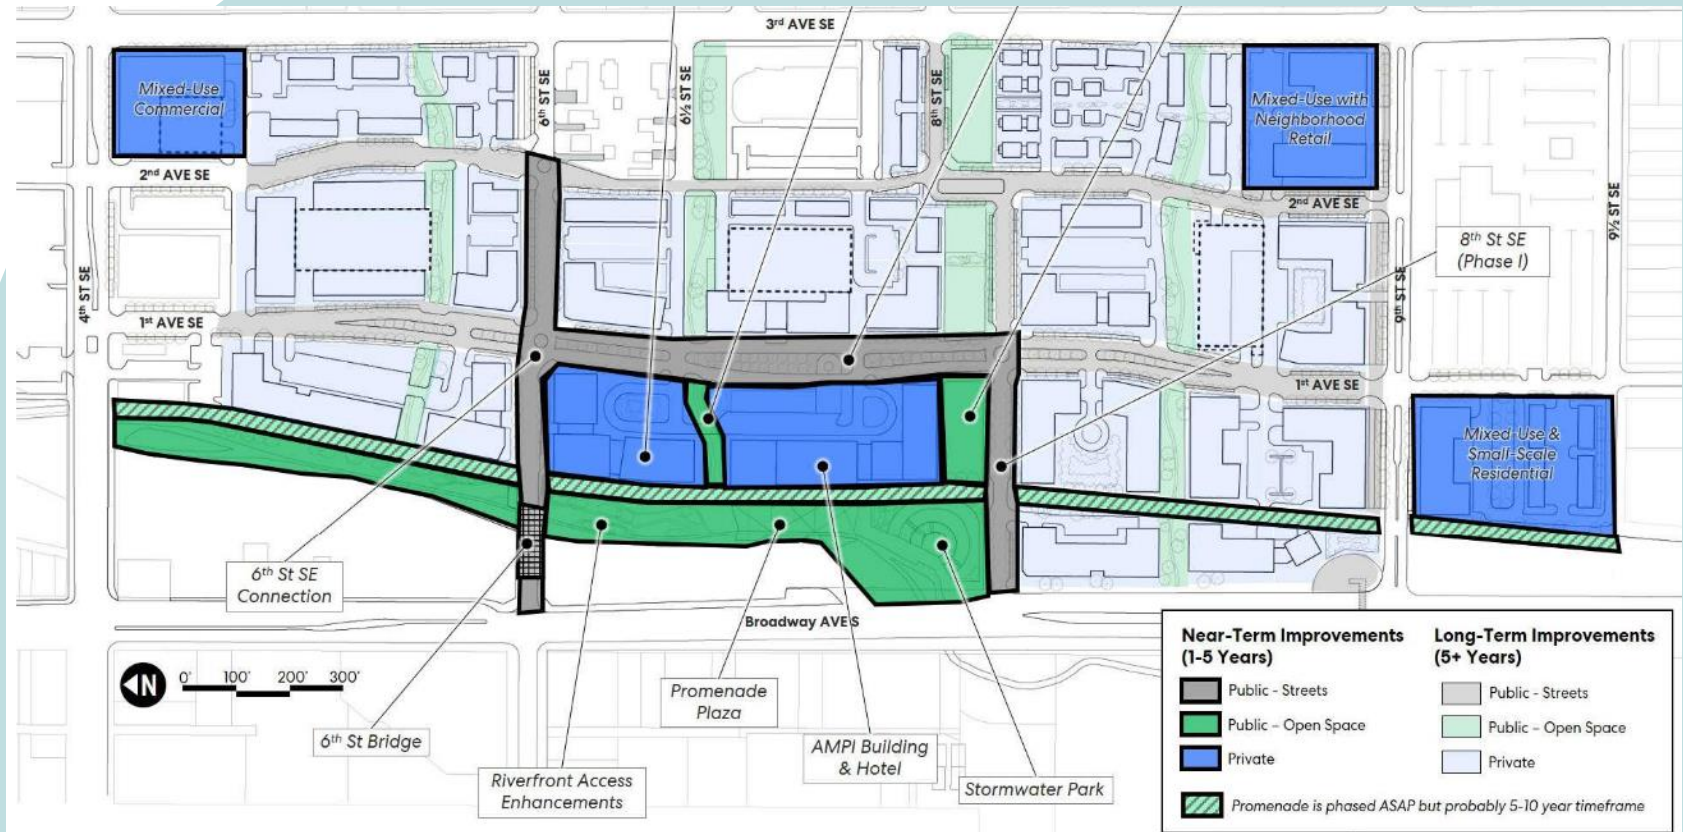 3rd AVE SE
Mixed-Use
Commercial
6th ST SE
6½ ST SE
8th ST SE
Mixed-Use with
Neighborhood
Retail
2nd AVE SE
2nd AVE SE
9½ ST SE
8th St SE
(Phase I)
4th ST SE
9th ST SE
1st AVE SE
1st AVE SE
Mixed-Use &
Small-Scale
Residential
6th St SE
Connection
Broadway AVE S
N
0' 100' 200' 300'
Promenade
Plaza
6th St Bridge
AMPI Building
& Hotel
Riverfront Access
Enhancements
Stormwater Park
Near-Term Improvements
(1-5 Years)
Public - Streets
Public - Open Space
Private
Long-Term Improvements
(5+ Years)
Public - Streets
Public - Open Space
Private
Promenade is phased ASAP but probably 5-10 year timeframe